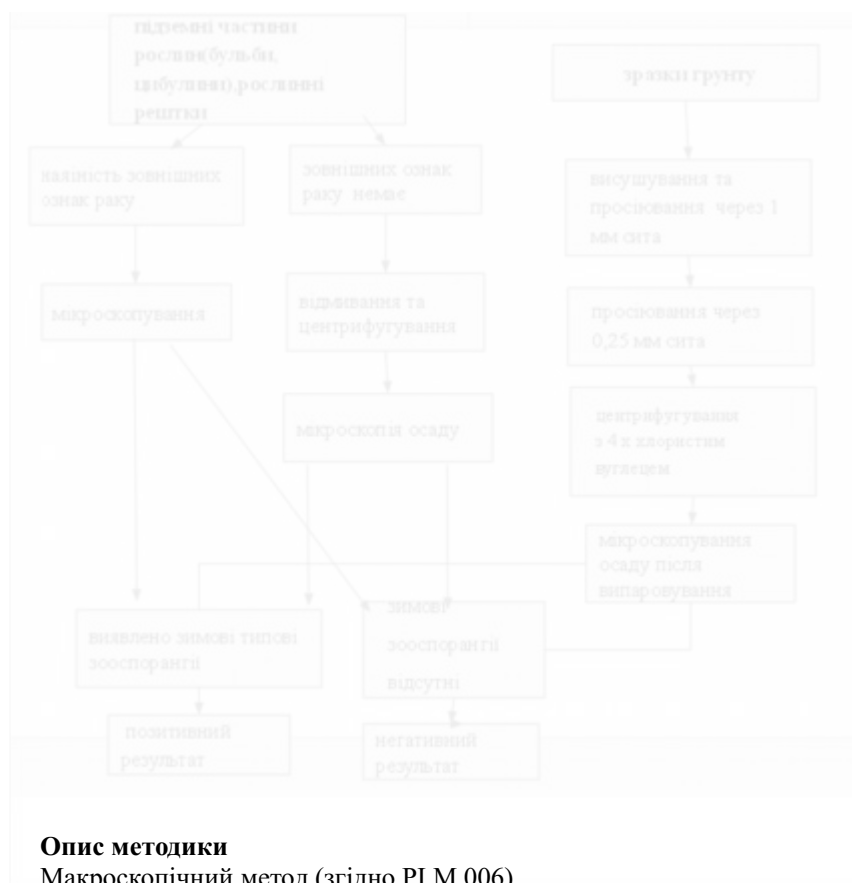 підземні частини
рослин(бульби,
цибулини),рослинні
рештки
зразки грунту
наявність зовнішних
ознак раку
зовнішних ознак
раку немає
висушування та
просіювання через 1
мм сита
мікроскопування
відмивання та
центрифугування
просіювання через
0,25 мм сита
мікроскопія осаду
центрифугування
з 4 х хлористим
вуглецем
мікроскопування
осаду після
випаровування
виявлено зимові типові
зооспорангії
зимові
зооспорангії
відсутні
позитивний
результат
негативний
результат
Опис методики
Макроскопічний метод (згідно PLM 006)